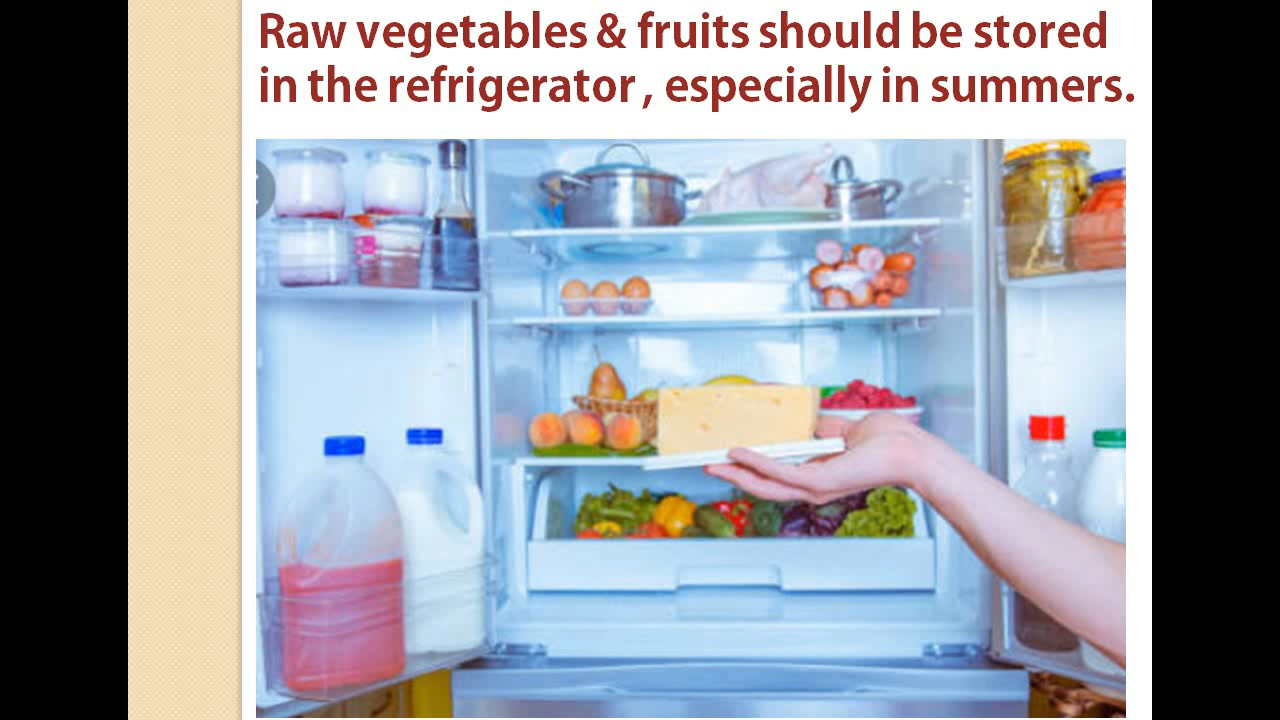 Raw vegetables & fruits should be stored
in the refrigerator , especially in summers.